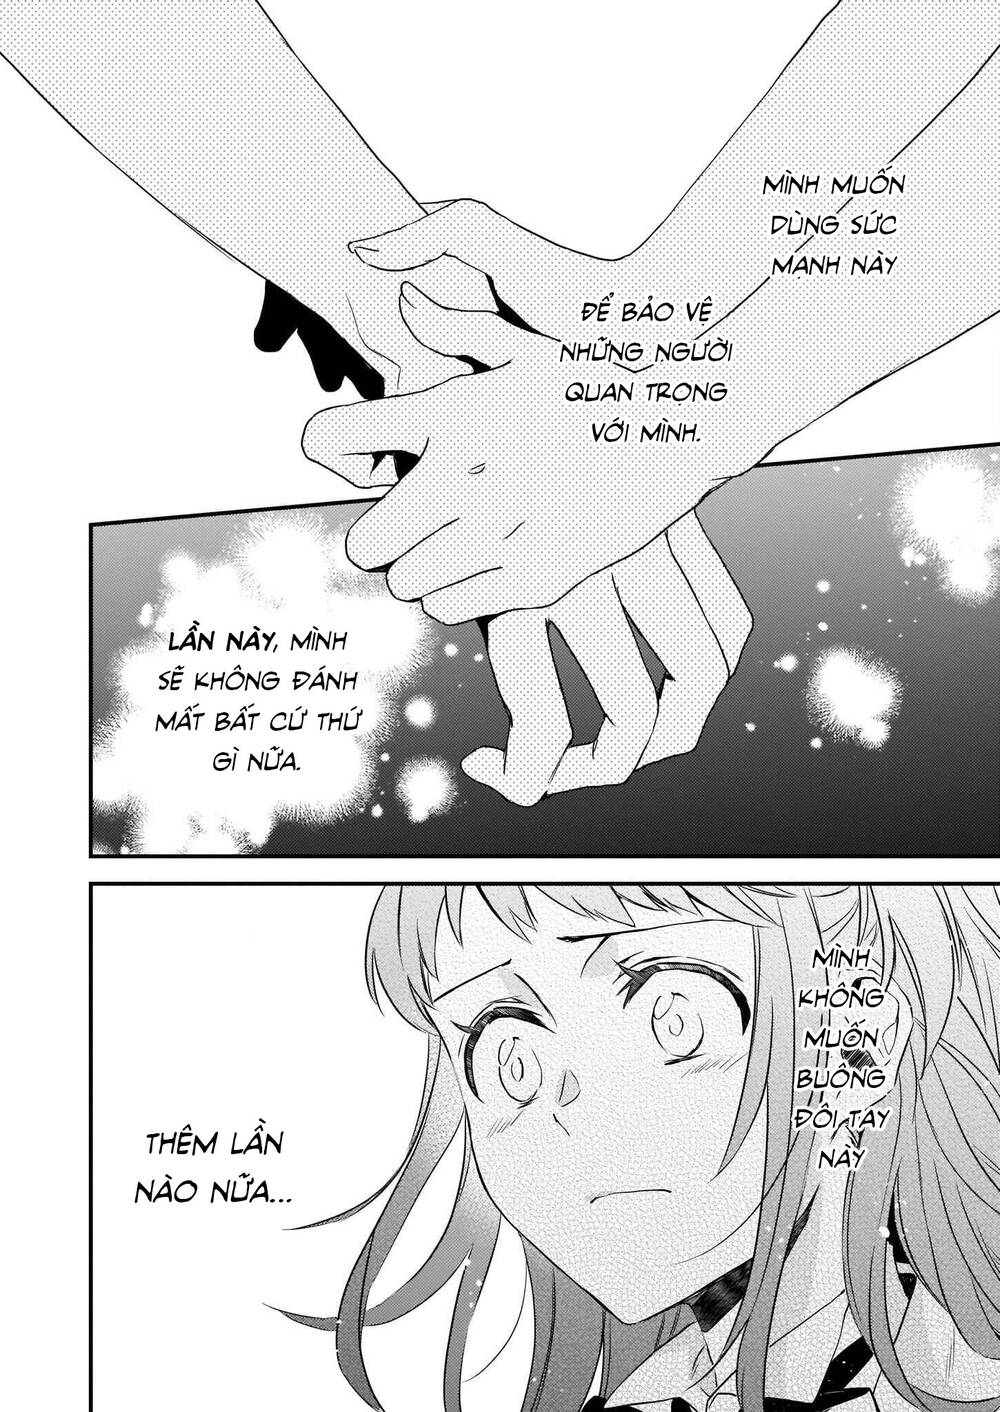 MÌNH MUỐN
DÙNG SỨC
MẠNH NÀY
ĐỂ BẢO VỆ
NHỮNG NGƯỜI
QUAN TRỌNG
VỚI MÌNH.
LẦN NÀY, MÌNH
SẼ KHÔNG ĐÁNH
MẤT BẤT CỨ THỨ
GÌ NỮA.
MÌNH
KHÔNG
MUỐN
BUÔNG
ĐÔI TAY
NÀY
THÊM LẦN
NÀO NỮA...